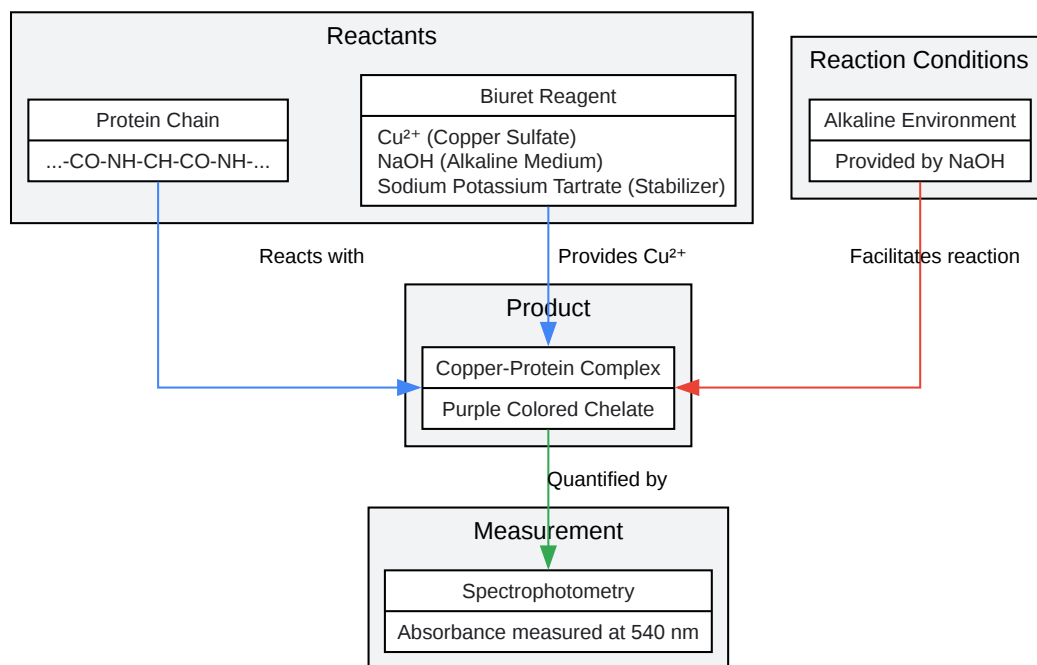 Reactants
Protein Chain
...-CO-NH-CH-CO-NH-...
Biuret Reagent
Cu²⁺ (Copper Sulfate)
NaOH (Alkaline Medium)
Sodium Potassium Tartrate (Stabilizer)
Reaction Conditions
Alkaline Environment
Provided by NaOH
Reacts with
Provides Cu²⁺
Facilitates reaction
Product
Copper-Protein Complex
Purple Colored Chelate
Quantified by
Measurement
Spectrophotometry
Absorbance measured at 540 nm